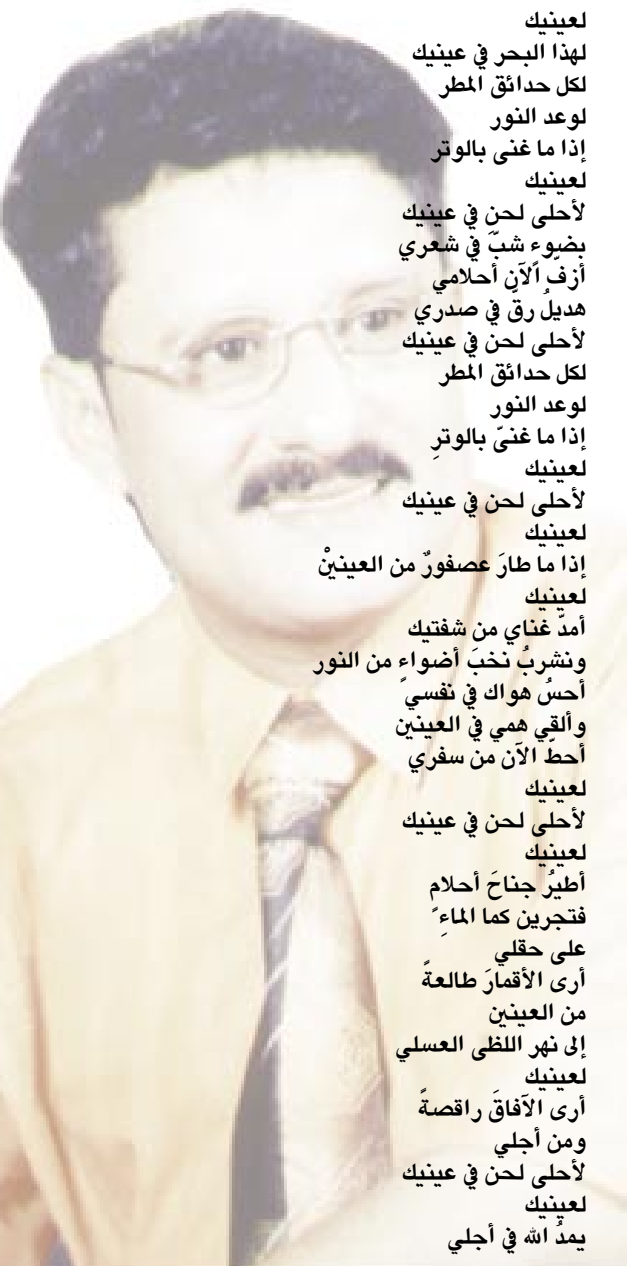 لعينيك
لهذا البحر في عينيك
لكل حدائق المطر
لوعد النور
إذا ما غنى بالوتر
لعينيك
لأحلى لحن في عينيك
بضوء شبّ في شعري
أزفّ الآن أحلامي
هديلُ رقّ في صدري
لأحلى لحن في عينيك
لكل حدائق المطر
لوعد النور
إذا ما غنىّ بالوترِ
لعينيك
لأحلى لحن في عينيك
لعينيك
إذا ما طارَ عصفورٌ من العينينْ
لعينيك
أمدّ غناي من شفتيك
ونشربُ نخبَ أضواءٍ من النور
أحسُ هواك في نفسي
وألقي همي في العينين
أحطّ الآن من سفري
لعينيك
لأحلى لحن في عينيك
لعينيك
أطيرُ جناحَ أحلامٍ
فتجرين كما الماءِ
على حقلي
أرى الأقمارَ طالعةً
من العينين
إلى نهر اللظى العسلي
لعينيك
أرى الآفاقَ راقصةً
ومن أجلي
لأحلى لحن في عينيك
لعينيك
يمدُ الله في أجلي